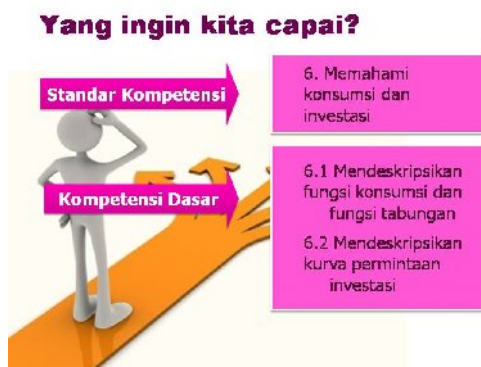 Yang ingin kita capai?
Standar Kompetensi
6. Memahami
konsumsi dan
investasi
Kompetensi Dasar
6.1 Mendeskripsikan
fungsi konsumsi dan
fungsi tabungan
6.2 Mendeskripsikan
kurva permintaan
investasi